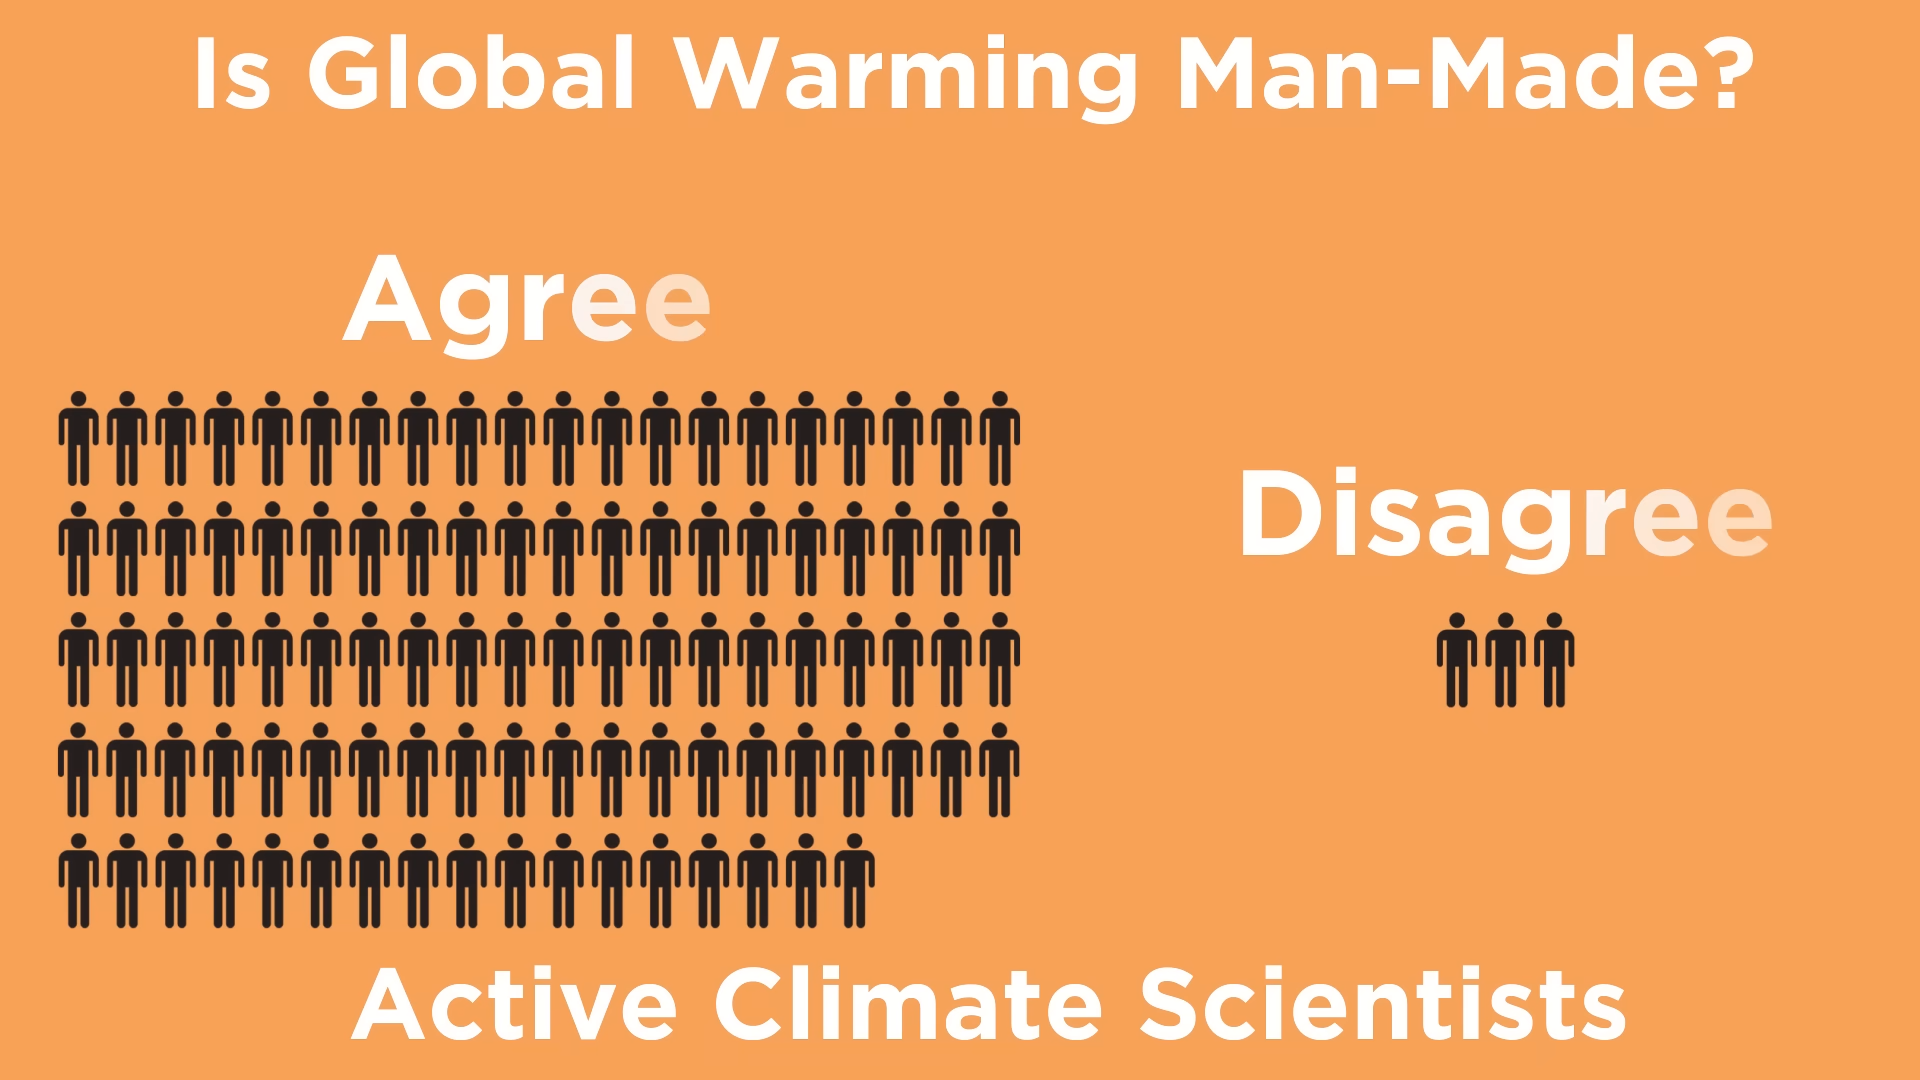 Is Global Warming Man-Made?
Agree
Disagree
Active Climate Scientists